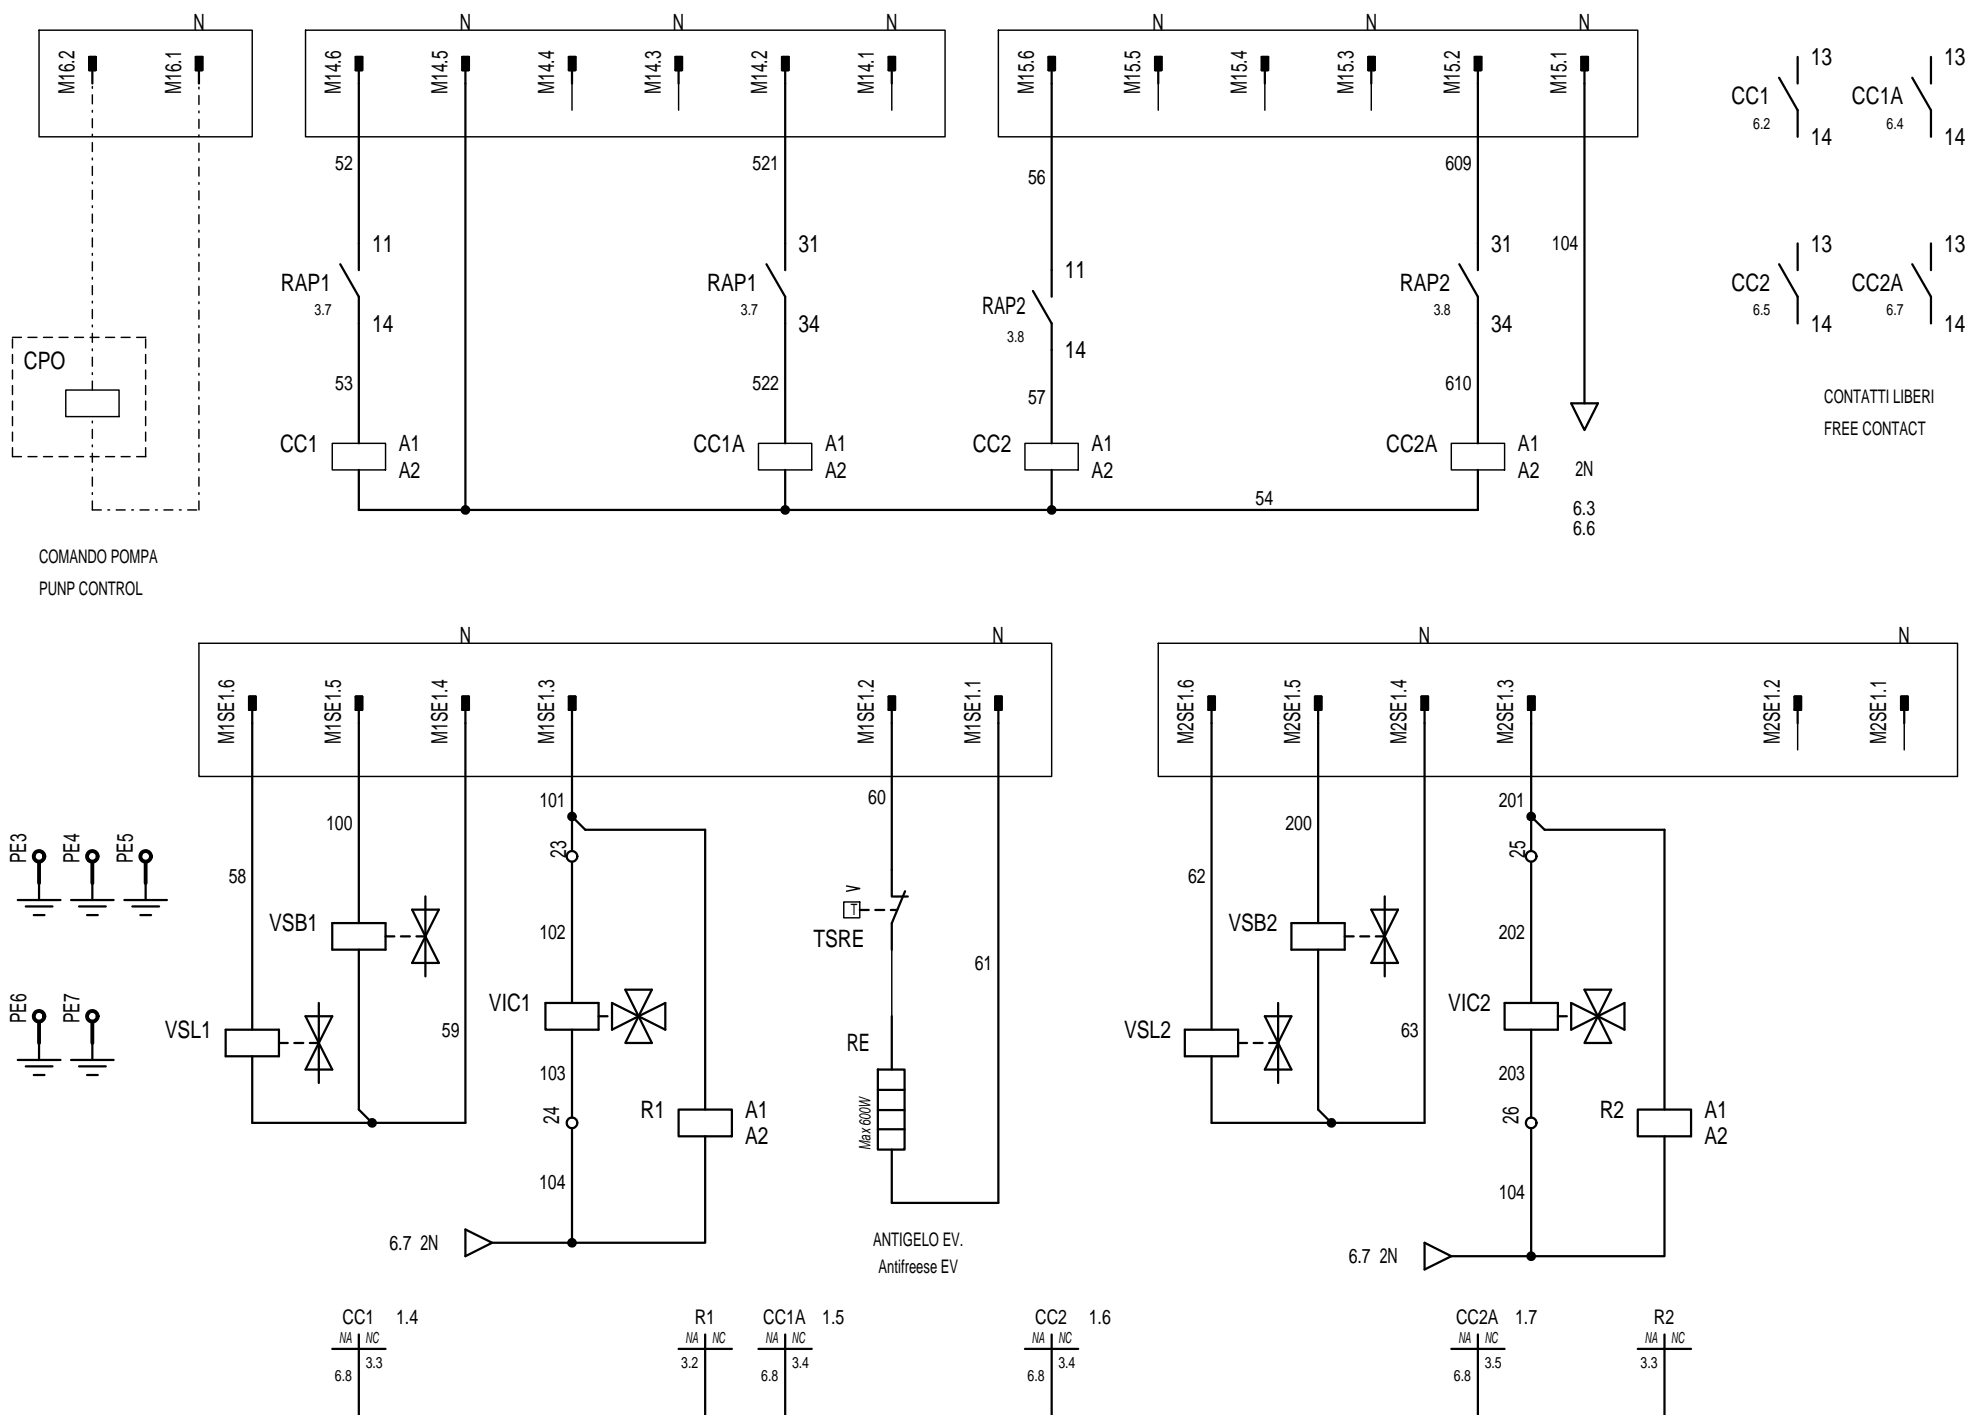 N N N N N N N
M16.2 M16.1 M14.6 M14.5 M14.4 M14.3 M14.2 M14.1 M15.6 M15.5 M15.4 M15.3 M15.2 M15.1
CC1
6.2
13
14
CC1A
6.4
13
14
52 521 56 609
104
RAP1
3.7
11
14
RAP1
3.7
31
34
RAP2
3.8
11
14
RAP2
3.8
31
34
CC2
6.5
13
14
CC2A
6.7
13
14
CPO
53 522 57 610
CONTATTI LIBERI
FREE CONTACT
CC1 A1
A2
CC1A A1
A2
CC2 A1
A2
CC2A A1
A2
2N
6.3
6.6
54
COMANDO POMPA
PUNP CONTROL
N N N N
M1SE1.6 M1SE1.5 M1SE1.4 M1SE1.3 M1SE1.2 M1SE1.1 M2SE1.6 M2SE1.5 M2SE1.4 M2SE1.3 M2SE1.2 M2SE1.1
PE3 PE4 PE5
PE6 PE7
58
100
101
23
60
62
200
201
25
VSB1
102
V
T
TSRE
61
VSB2
202
VSL1
59
VIC1
103
24
R1 A1
A2
RE
Max 600W
VSL2
63
VIC2
203
26
R2 A1
A2
104
104
6.7 2N
ANTIGELO EV.
Antifreese EV
6.7 2N
CC1 1.4
NA NC
3.3
6.8
R1
NA NC
3.2
CC1A 1.5
NA NC
3.4
6.8
CC2 1.6
NA NC
3.4
6.8
CC2A 1.7
NA NC
3.5
6.8
R2
NA NC
3.3